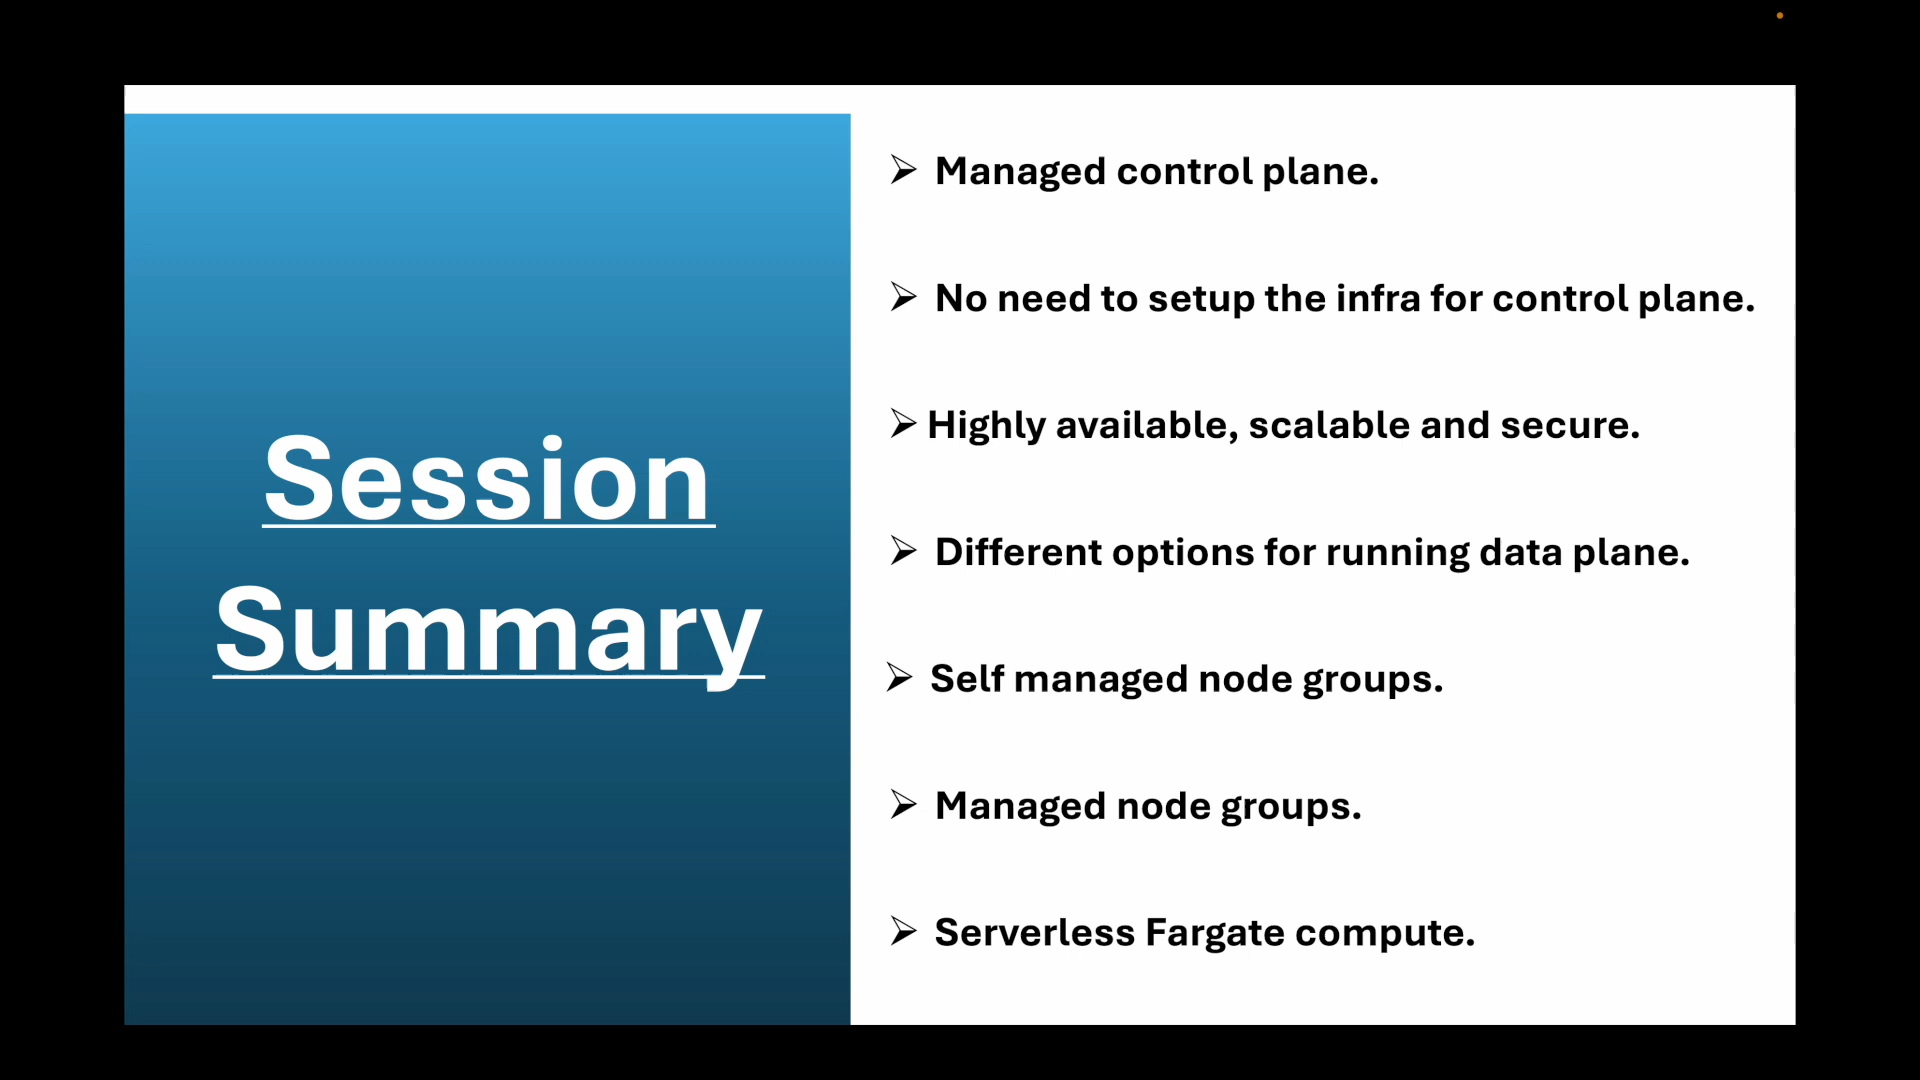 Session
Summary
➢ Managed control plane.
➢ No need to setup the infra for control plane.
➢ Highly available, scalable and secure.
➢ Different options for running data plane.
➢ Self managed node groups.
➢ Managed node groups.
➢ Serverless Fargate compute.